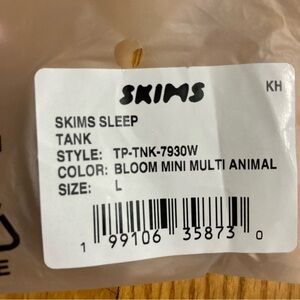 SKIMS
KH
SKIMS SLEEP
TANK
STYLE: TP-TNK-7930W
COLOR: BLOOM MINI MULTI ANIMAL
SIZE: L
1 99106 35873 0